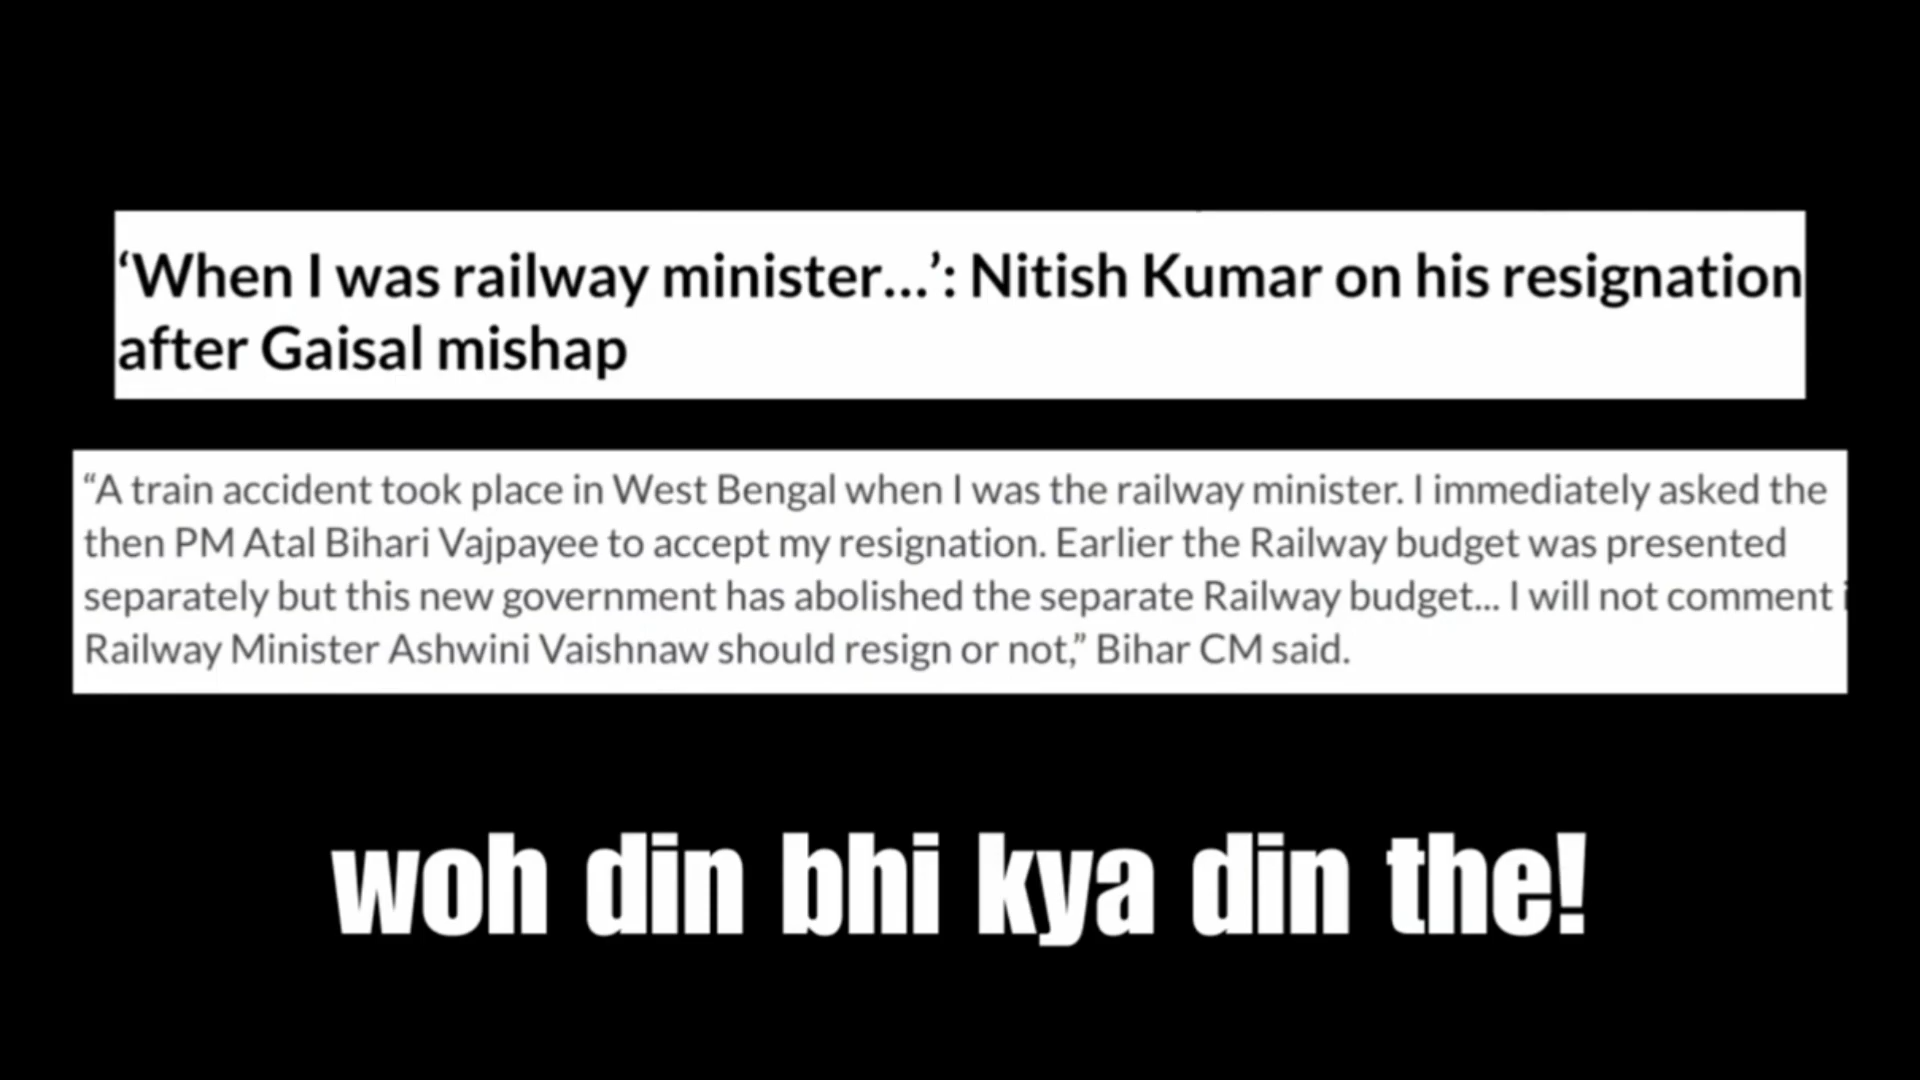 ‘When I was railway minister...’: Nitish Kumar on his resignation
after Gaisal mishap
“A train accident took place in West Bengal when I was the railway minister. I immediately asked the
then PM Atal Bihari Vajpayee to accept my resignation. Earlier the Railway budget was presented
separately but this new government has abolished the separate Railway budget... I will not comment
Railway Minister Ashwini Vaishnaw should resign or not,” Bihar CM said.
woh din bhi kya din the!